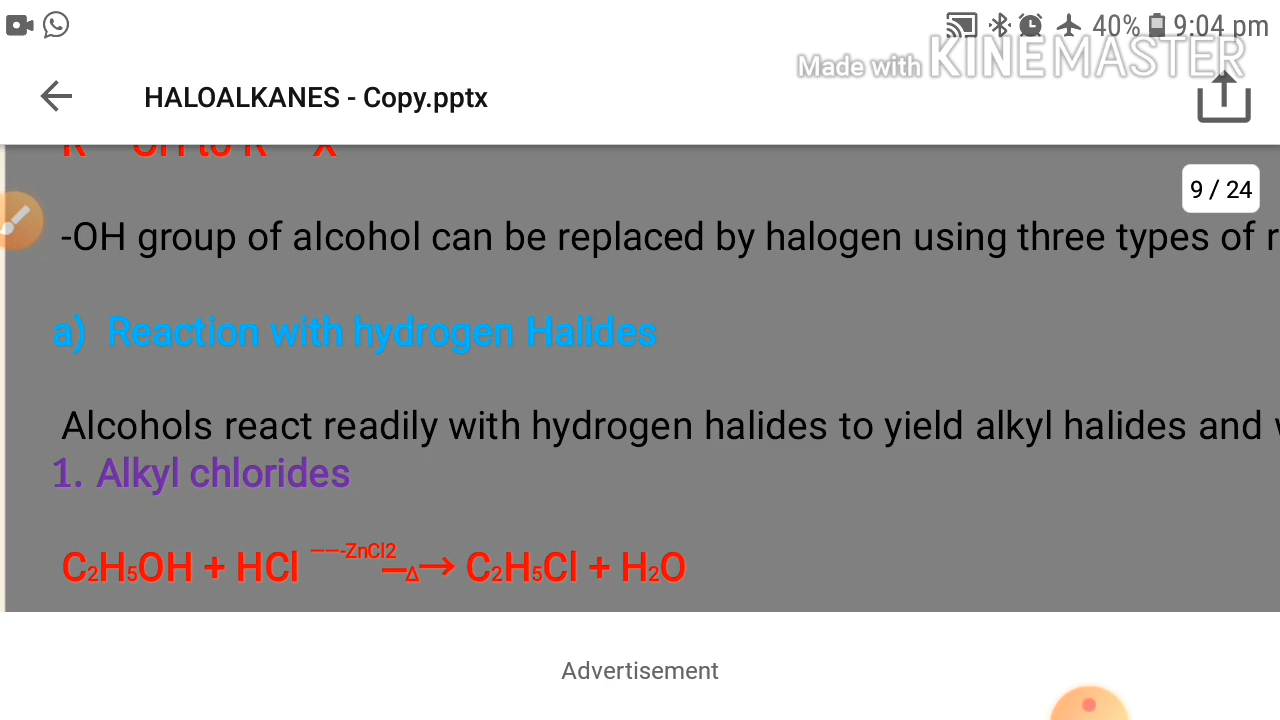 40% 9:04 pm
Made with KINEMASTER
HALOALKANES - Copy.pptx
R – OH to R – X
9 / 24
-OH group of alcohol can be replaced by halogen using three types of r
a) Reaction with hydrogen Halides
Alcohols react readily with hydrogen halides to yield alkyl halides and
1. Alkyl chlorides
C₂H₅OH + HCl ——-ZnCl2—Δ→ C₂H₅Cl + H₂O
Advertisement